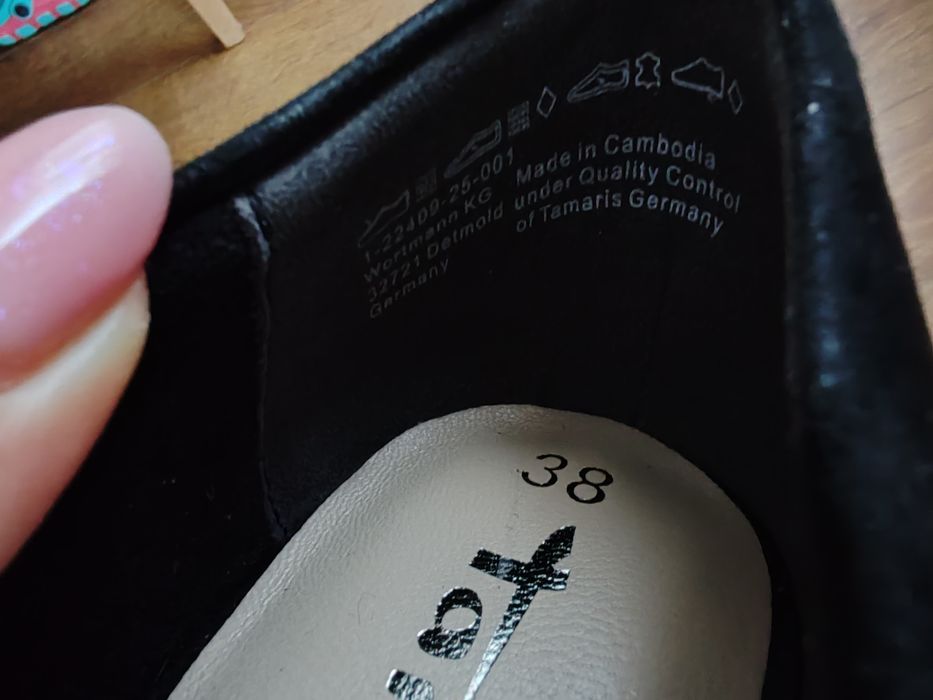 1-22409-25-001
Wortmann KG
32721 Detmold
Germany
Made in Cambodia
under Quality Control
of Tamaris Germany
38
ta